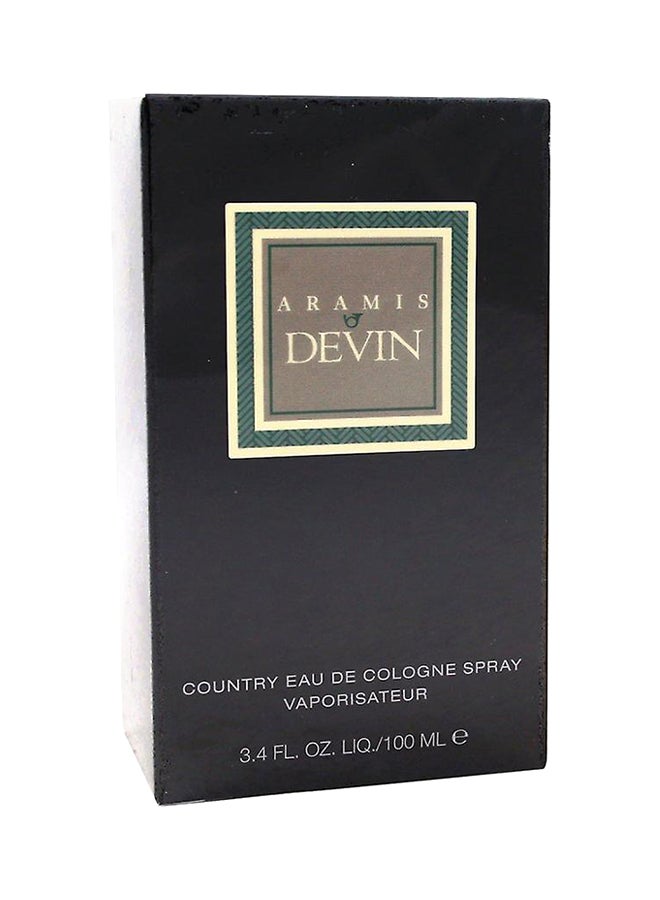 ARAMIS
DEVIN
COUNTRY EAU DE COLOGNE SPRAY
VAPORISATEUR
3.4 FL. OZ. LIQ./100 ML ℮